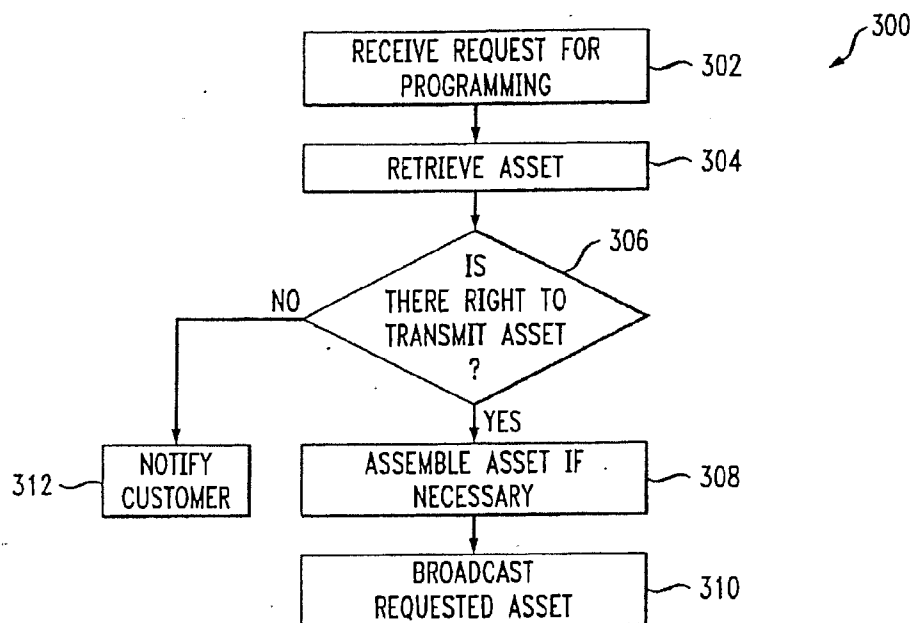 300
RECEIVE REQUEST FOR
PROGRAMMING
302
RETRIEVE ASSET
304
306
IS
THERE RIGHT TO
TRANSMIT ASSET
?
NO
YES
NOTIFY
CUSTOMER
312
ASSEMBLE ASSET IF
NECESSARY
308
BROADCAST
REQUESTED ASSET
310